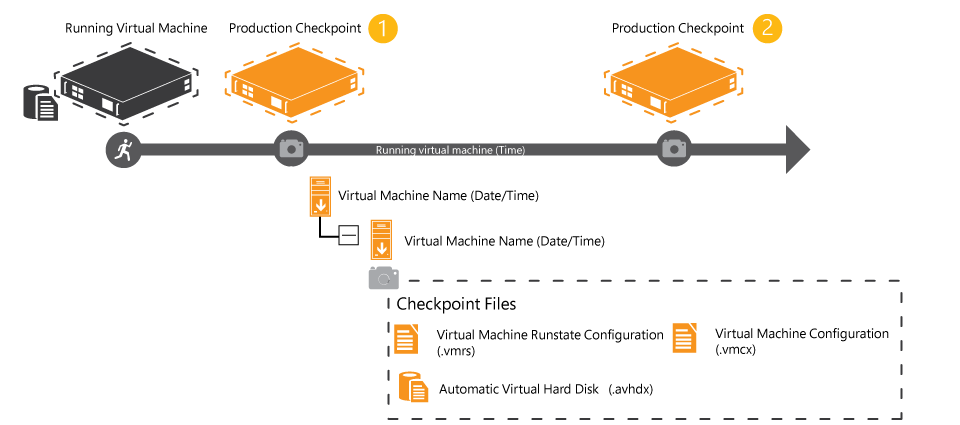 Running Virtual Machine
Production Checkpoint
1
Production Checkpoint
2
Running virtual machine (Time)
Virtual Machine Name (Date/Time)
Virtual Machine Name (Date/Time)
Checkpoint Files
Virtual Machine Runstate Configuration
(.vmrs)
Virtual Machine Configuration
(.vmcx)
Automatic Virtual Hard Disk (.avhdx)